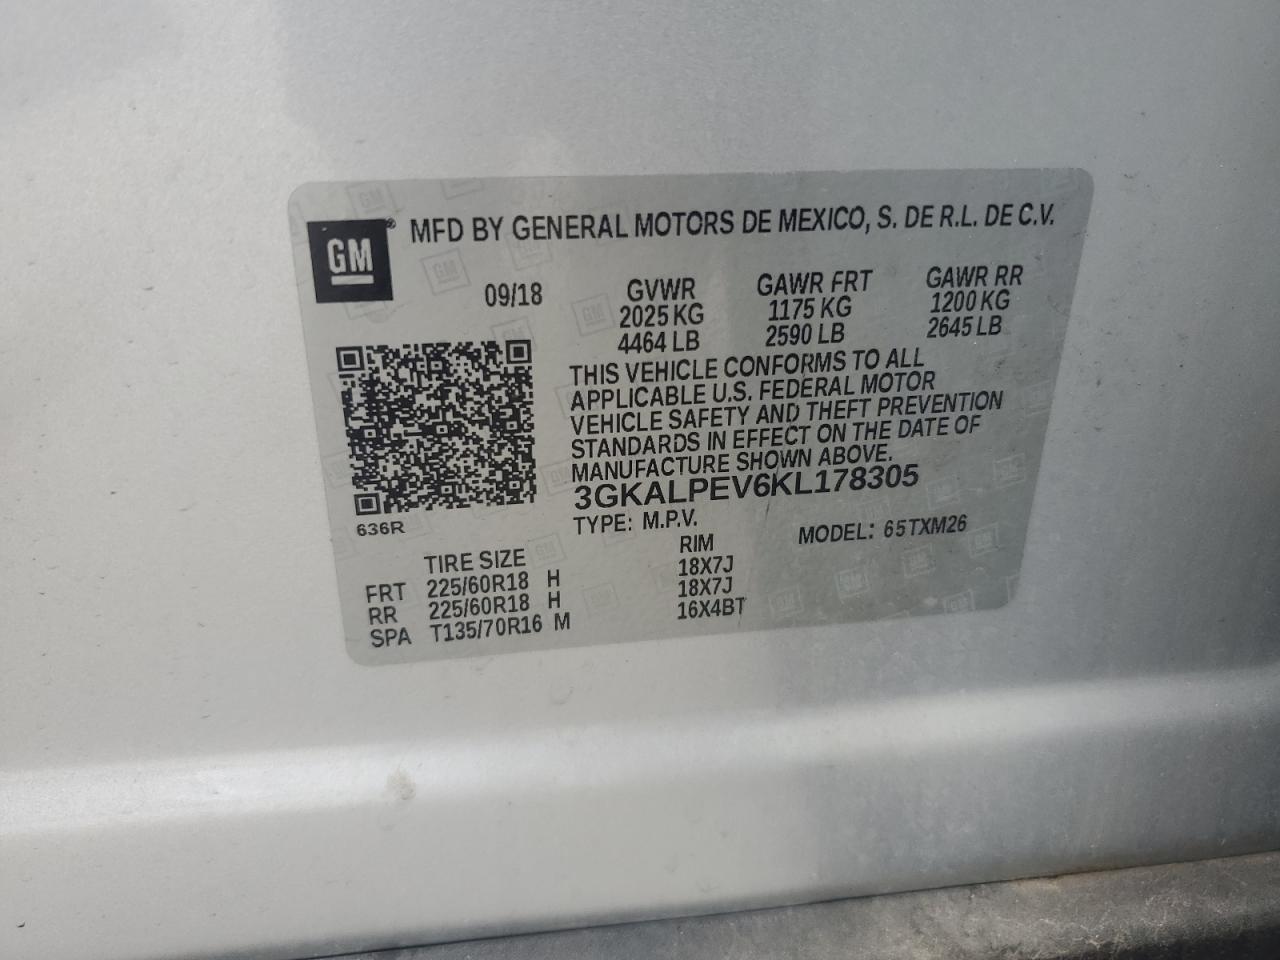 GM® MFD BY GENERAL MOTORS DE MEXICO, S. DE R.L. DE C.V.
09/18 GVWR GAWR FRT GAWR RR
2025 KG 1175 KG 1200 KG
4464 LB 2590 LB 2645 LB
THIS VEHICLE CONFORMS TO ALL
APPLICABLE U.S. FEDERAL MOTOR
VEHICLE SAFETY AND THEFT PREVENTION
STANDARDS IN EFFECT ON THE DATE OF
MANUFACTURE SHOWN ABOVE.
3GKALPEV6KL178305
636R TYPE: M.P.V. MODEL: 65TXM26
TIRE SIZE RIM
FRT 225/60R18 H 18X7J
RR 225/60R18 H 18X7J
SPA T135/70R16 M 16X4BT